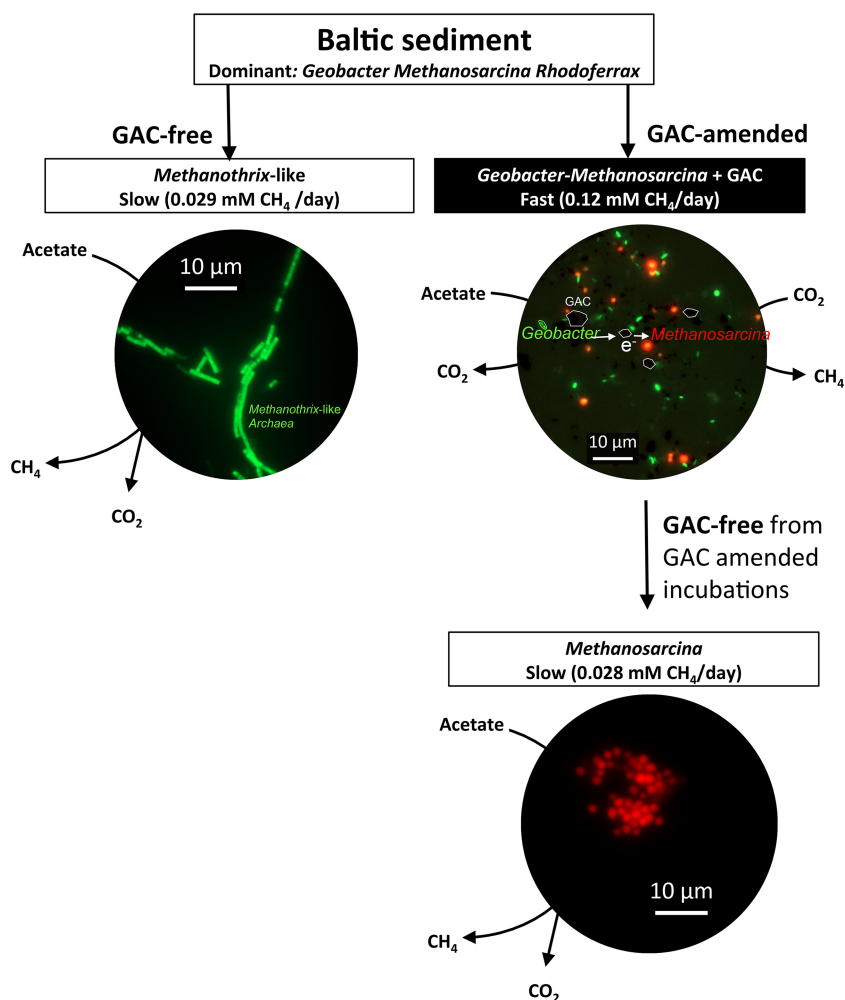 Baltic sediment
Dominant: Geobacter Methanosarcina Rhodoferrax
GAC-free
GAC-amended
Methanothrix-like
Slow (0.029 mM CH4 /day)
Geobacter-Methanosarcina + GAC
Fast (0.12 mM CH4/day)
Acetate
10 µm
Methanothrix-like
Archaea
CH4
CO2
Acetate
GAC
Geobacter
e-
Methanosarcina
CO2
CO2
CH4
10 µm
GAC-free from
GAC amended
incubations
Methanosarcina
Slow (0.028 mM CH4/day)
Acetate
10 µm
CH4
CO2